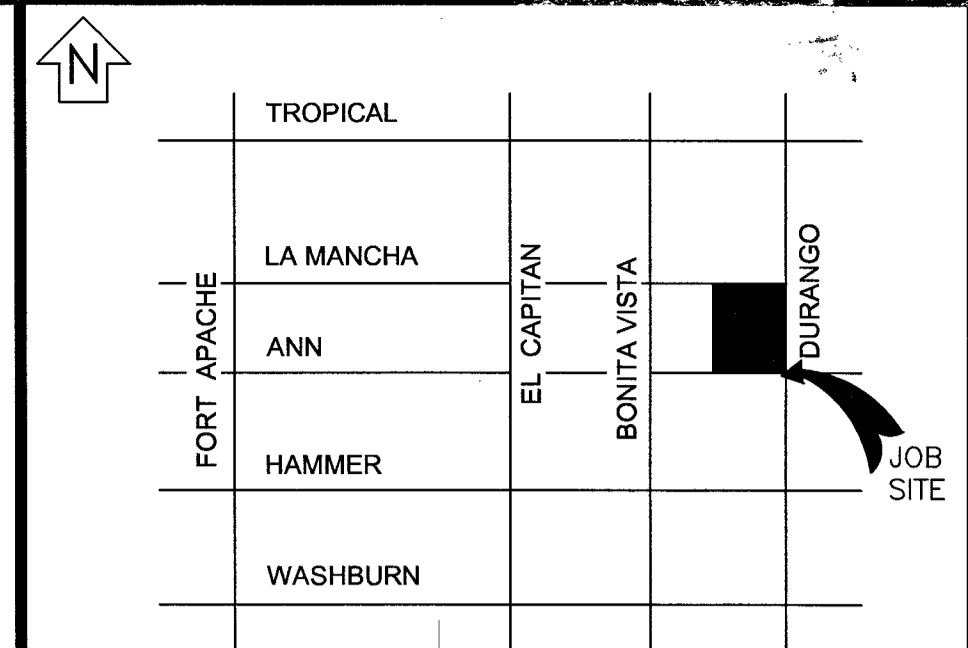 N
TROPICAL
LA MANCHA
ANN
HAMMER
WASHBURN
FORT APACHE
EL CAPITAN
BONITA VISTA
DURANGO
JOB
SITE